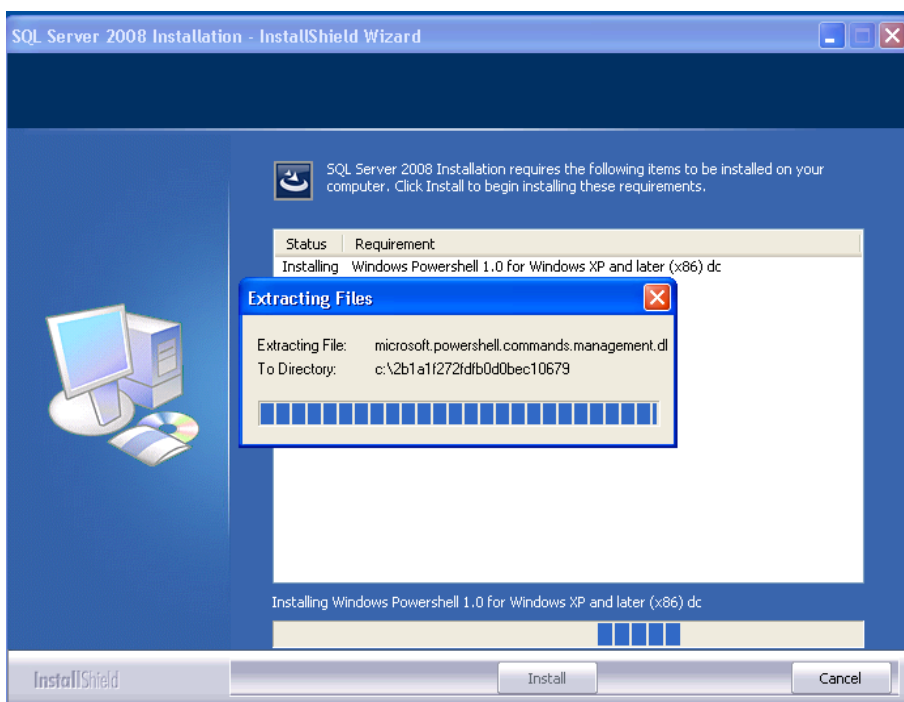 SQL Server 2008 Installation - InstallShield Wizard
SQL Server 2008 Installation requires the following items to be installed on your
computer. Click Install to begin installing these requirements.
Status Requirement
Installing Windows Powershell 1.0 for Windows XP and later (x86) dc
Extracting Files
Extracting File: microsoft.powershell.commands.management.dl
To Directory: c:\2b1a1f272fdfb0d0bec10679
Installing Windows Powershell 1.0 for Windows XP and later (x86) dc
InstallShield
Install
Cancel